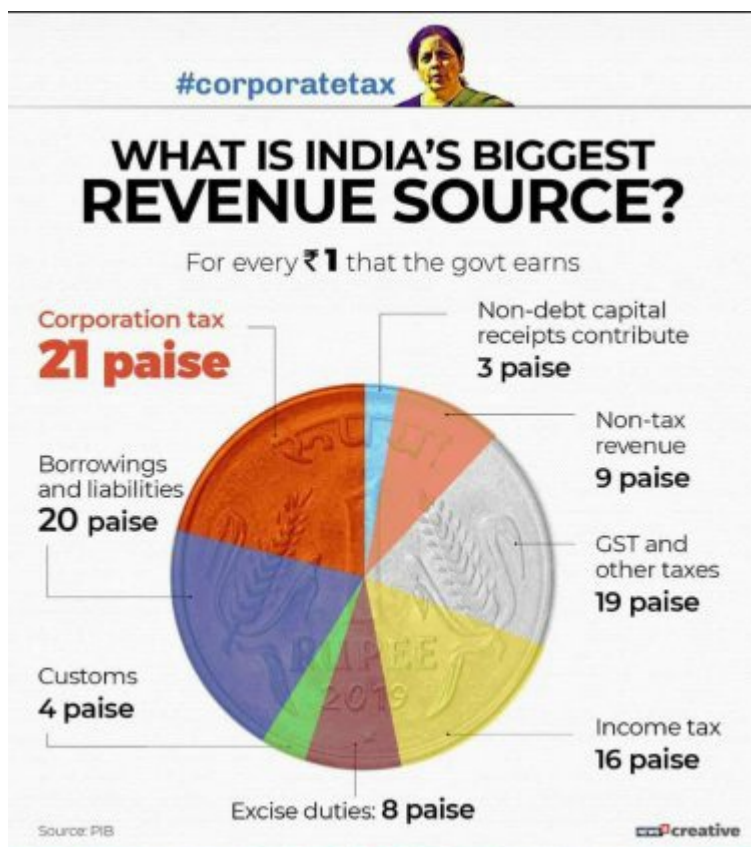 #corporatetax
WHAT IS INDIA'S BIGGEST
REVENUE SOURCE?
For every ₹1 that the govt earns
Corporation tax
21 paise
Non-debt capital
receipts contribute
3 paise
Non-tax
revenue
9 paise
Borrowings
and liabilities
20 paise
GST and
other taxes
19 paise
Customs
4 paise
Income tax
16 paise
Excise duties: 8 paise
RUPEE
2019
Source: PIB
creative